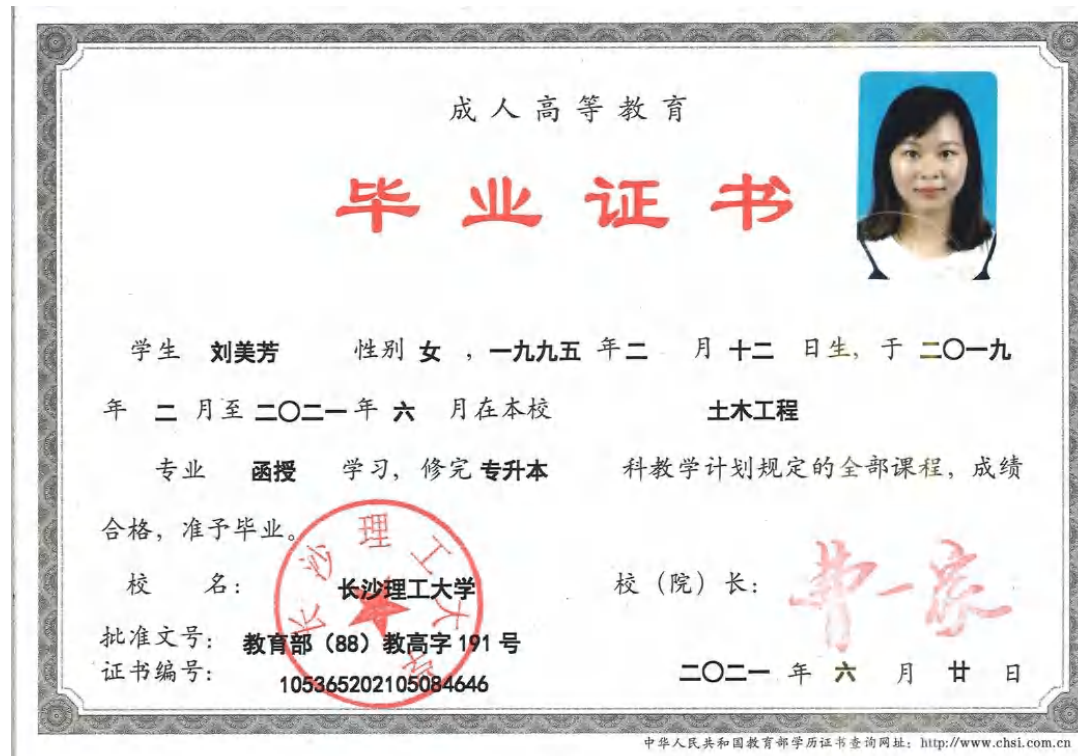 成人高等教育
毕业证书
学生 刘美芳 性别 女 ，一九九五 年 二 月 十二 日生，于 二〇一九
年 二 月至 二〇二一 年 六 月在本校 土木工程
专业 函授 学习，修完 专升本 科教学计划规定的全部课程，成绩
合格，准予毕业。
长沙理工大学
校 名： 长沙理工大学 校（院）长：
批准文号： 教育部（88）教高字 191 号
证书编号： 105365202105084646 二〇二一 年 六 月 廿 日
中华人民共和国教育部学历证书查询网址：http://www.chsi.com.cn